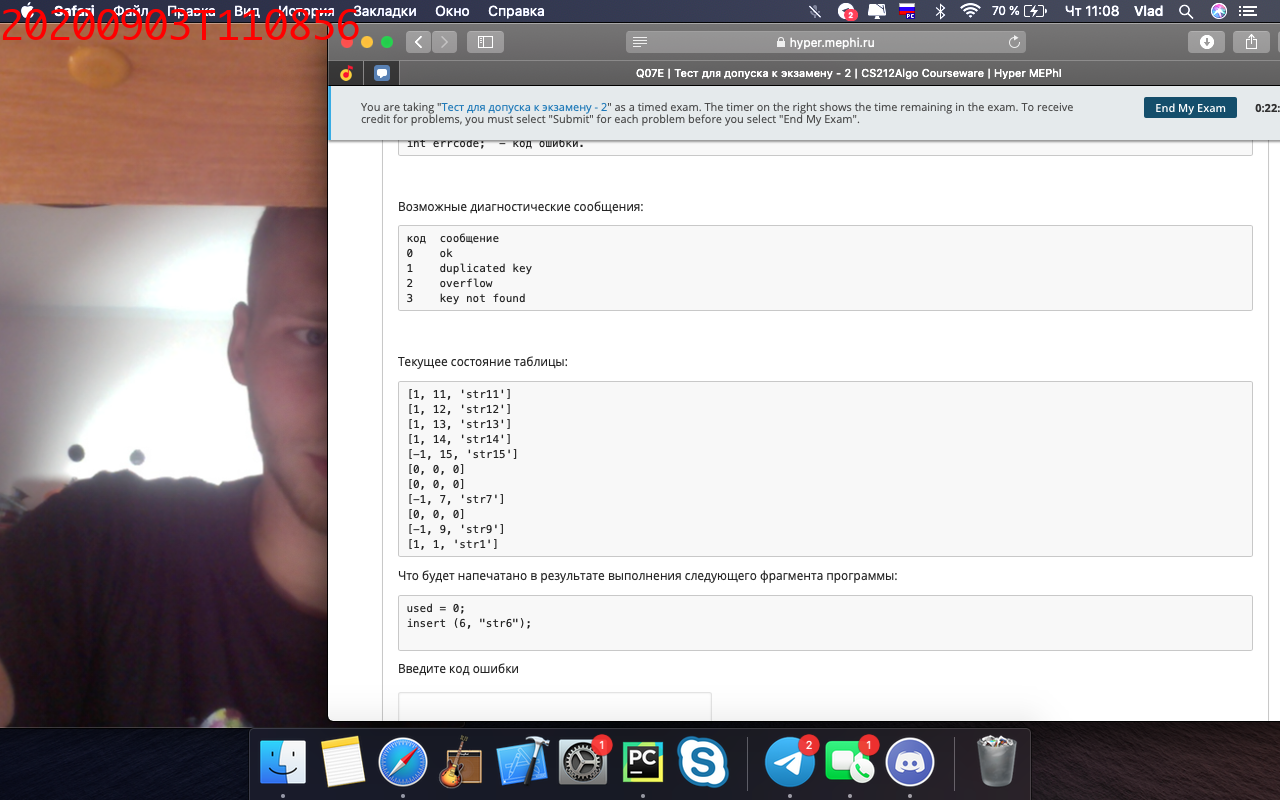 20200903T110856
Safari Файл Правка Вид История Закладки Окно Справка
2 РС 70 % Чт 11:08 Vlad
hyper.mephi.ru
Q07E | Тест для допуска к экзамену - 2 | CS212Algo Courseware | Hyper MEPhI
You are taking "Тест для допуска к экзамену - 2" as a timed exam. The timer on the right shows the time remaining in the exam. To receive
credit for problems, you must select "Submit" for each problem before you select "End My Exam".
End My Exam
0:22:
int errcode; – код ошибки.
Возможные диагностические сообщения:
код сообщение
0 ok
1 duplicated key
2 overflow
3 key not found
Текущее состояние таблицы:
[1, 11, 'str11']
[1, 12, 'str12']
[1, 13, 'str13']
[1, 14, 'str14']
[–1, 15, 'str15']
[0, 0, 0]
[0, 0, 0]
[–1, 7, 'str7']
[0, 0, 0]
[–1, 9, 'str9']
[1, 1, 'str1']
Что будет напечатано в результате выполнения следующего фрагмента программы:
used = 0;
insert (6, "str6");
Введите код ошибки
1 PC 2 1